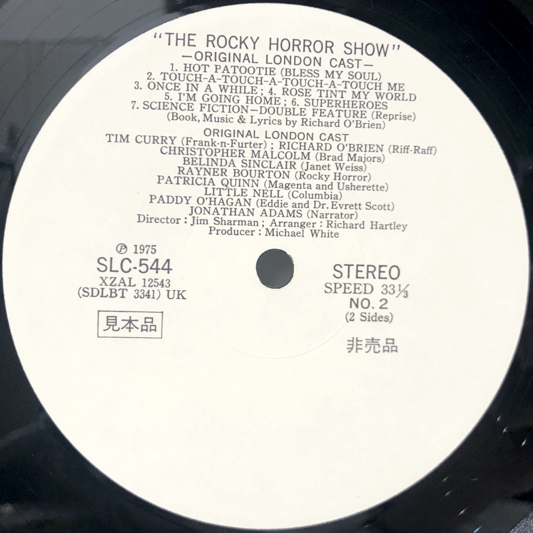 "THE ROCKY HORROR SHOW"
—ORIGINAL LONDON CAST—
1. HOT PATOOTIE (BLESS MY SOUL)
2. TOUCH-A-TOUCH-A-TOUCH-A-TOUCH ME
3. ONCE IN A WHILE; 4. ROSE TINT MY WORLD
5. I'M GOING HOME; 6. SUPERHEROES
7. SCIENCE FICTION—DOUBLE FEATURE (Reprise)
(Book, Music & Lyrics by Richard O'Brien)
ORIGINAL LONDON CAST
TIM CURRY (Frank-n-Furter); RICHARD O'BRIEN (Riff-Raff)
CHRISTOPHER MALCOLM (Brad Majors)
BELINDA SINCLAIR (Janet Weiss)
RAYNER BOURTON (Rocky Horror)
PATRICIA QUINN (Magenta and Usherette)
LITTLE NELL (Columbia)
PADDY O'HAGAN (Eddie and Dr. Evrett Scott)
JONATHAN ADAMS (Narrator)
Director: Jim Sharman; Arranger: Richard Hartley
Producer: Michael White
℗ 1975
SLC-544
XZAL 12543
(SDLBT 3341) UK
見本品
STEREO
SPEED 33⅓
NO. 2
(2 Sides)
非売品